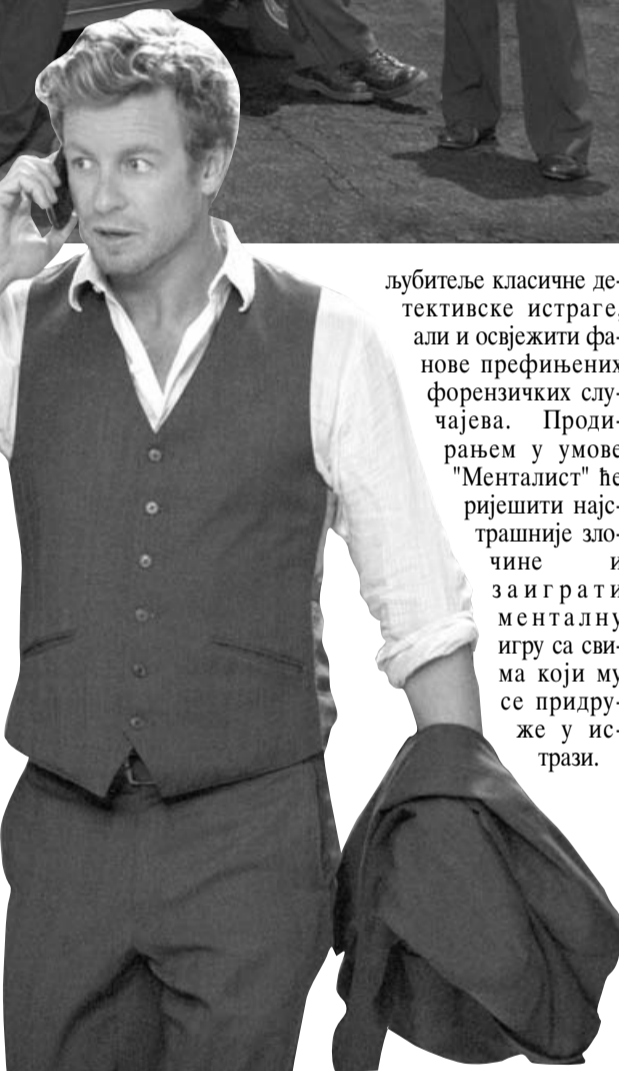 љубитеље класичне де-
тективске истраге,
али и освјежити фа-
нове префињених
форензичких слу-
чајева. Проди-
рањем у умове
"Менталист" ће
ријешити најс-
трашније зло-
чине и
заиграти
менталну
игру са сви-
ма који му
се придру-
же у ис-
трази.